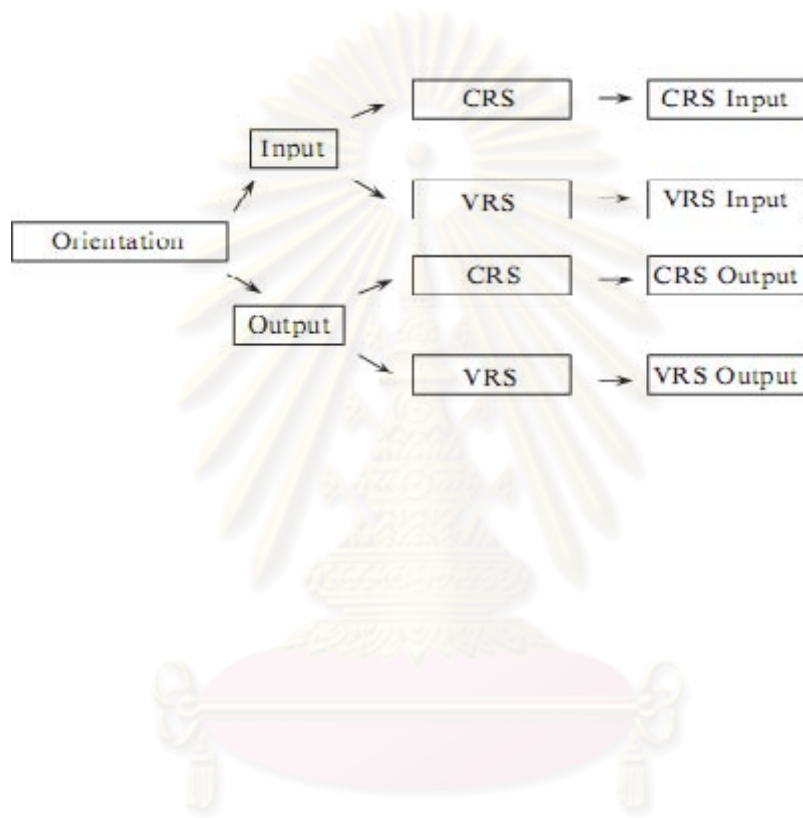 CRS
CRS Input
Input
VRS
VRS Input
Orientation
CRS
CRS Output
Output
VRS
VRS Output